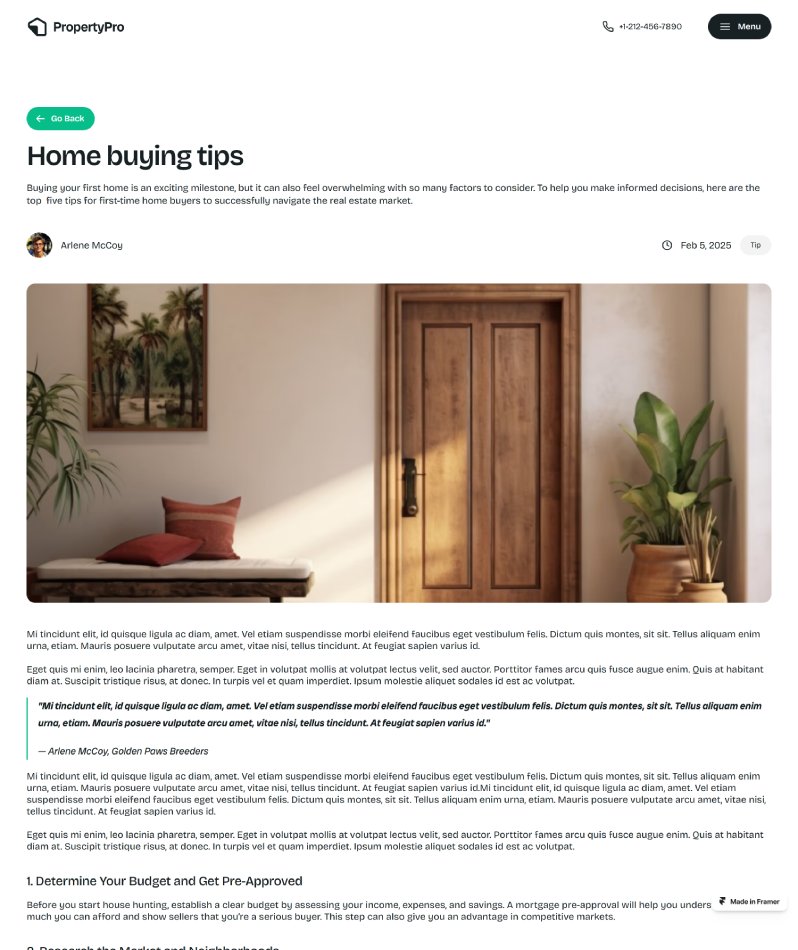 PropertyPro
+1-212-456-7890
Menu
Go Back
Home buying tips
Buying your first home is an exciting milestone, but it can also feel overwhelming with so many factors to consider. To help you make informed decisions, here are the
top five tips for first-time home buyers to successfully navigate the real estate market.
Arlene McCoy
Feb 5, 2025
Tip
Mi tincidunt elit, id quisque ligula ac diam, amet. Vel etiam suspendisse morbi eleifend faucibus eget vestibulum felis. Dictum quis montes, sit sit. Tellus aliquam enim
urna, etiam. Mauris posuere vulputate arcu amet, vitae nisi, tellus tincidunt. At feugiat sapien varius id.
Eget quis mi enim, leo lacinia pharetra, semper. Eget in volutpat mollis at volutpat lectus velit, sed auctor. Porttitor fames arcu quis fusce augue enim. Quis at habitant
diam at. Suscipit tristique risus, at donec. In turpis vel et quam imperdiet. Ipsum molestie aliquet sodales id est ac volutpat.
"Mi tincidunt elit, id quisque ligula ac diam, amet. Vel etiam suspendisse morbi eleifend faucibus eget vestibulum felis. Dictum quis montes, sit sit. Tellus aliquam enim
urna, etiam. Mauris posuere vulputate arcu amet, vitae nisi, tellus tincidunt. At feugiat sapien varius id."
— Arlene McCoy, Golden Paws Breeders
Mi tincidunt elit, id quisque ligula ac diam, amet. Vel etiam suspendisse morbi eleifend faucibus eget vestibulum felis. Dictum quis montes, sit sit. Tellus aliquam enim
urna, etiam. Mauris posuere vulputate arcu amet, vitae nisi, tellus tincidunt. At feugiat sapien varius id.Mi tincidunt elit, id quisque ligula ac diam, amet. Vel etiam
suspendisse morbi eleifend faucibus eget vestibulum felis. Dictum quis montes, sit sit. Tellus aliquam enim urna, etiam. Mauris posuere vulputate arcu amet, vitae nisi,
tellus tincidunt. At feugiat sapien varius id.
Eget quis mi enim, leo lacinia pharetra, semper. Eget in volutpat mollis at volutpat lectus velit, sed auctor. Porttitor fames arcu quis fusce augue enim. Quis at habitant
diam at. Suscipit tristique risus, at donec. In turpis vel et quam imperdiet. Ipsum molestie aliquet sodales id est ac volutpat.
1. Determine Your Budget and Get Pre-Approved
Before you start house hunting, establish a clear budget by assessing your income, expenses, and savings. A mortgage pre-approval will help you unders
Made in Framer
much you can afford and show sellers that you're a serious buyer. This step can also give you an advantage in competitive markets.
2. Research the Market and Neighborhoods